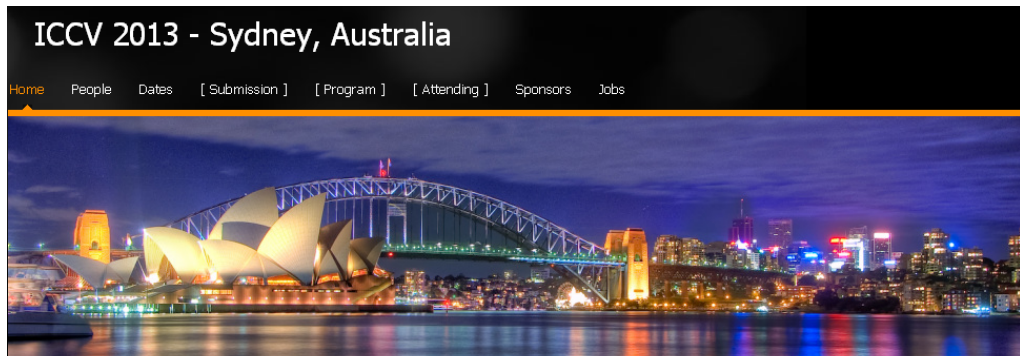 ICCV 2013 - Sydney, Australia
Home People Dates [ Submission ] [ Program ] [ Attending ] Sponsors Jobs